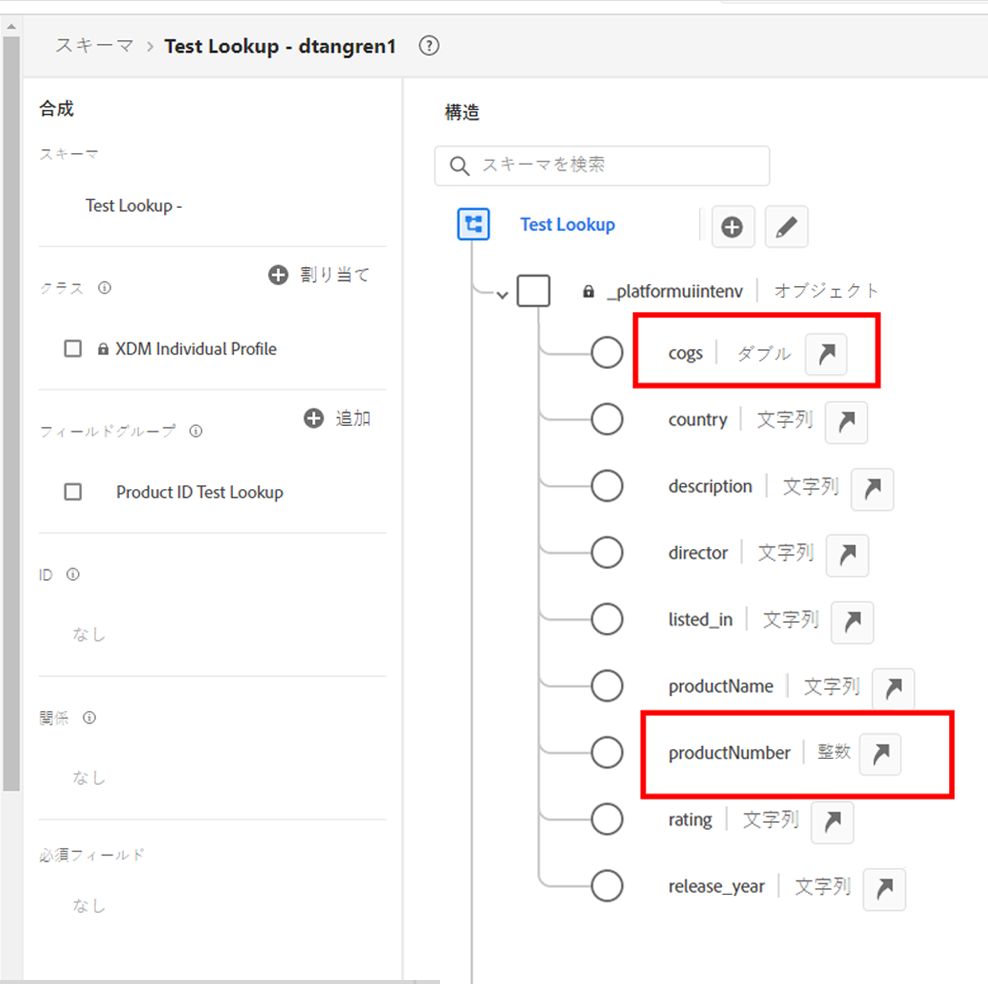 スキーマ > Test Lookup - dtangren1 ?
合成
スキーマ
Test Lookup -
クラス
割り当て
XDM Individual Profile
フィールドグループ
追加
Product ID Test Lookup
ID
なし
関係
なし
必須フィールド
なし
構造
スキーマを検索
Test Lookup
_platformuiintenv オブジェクト
cogs ダブル
country 文字列
description 文字列
director 文字列
listed_in 文字列
productName 文字列
productNumber 整数
rating 文字列
release_year 文字列